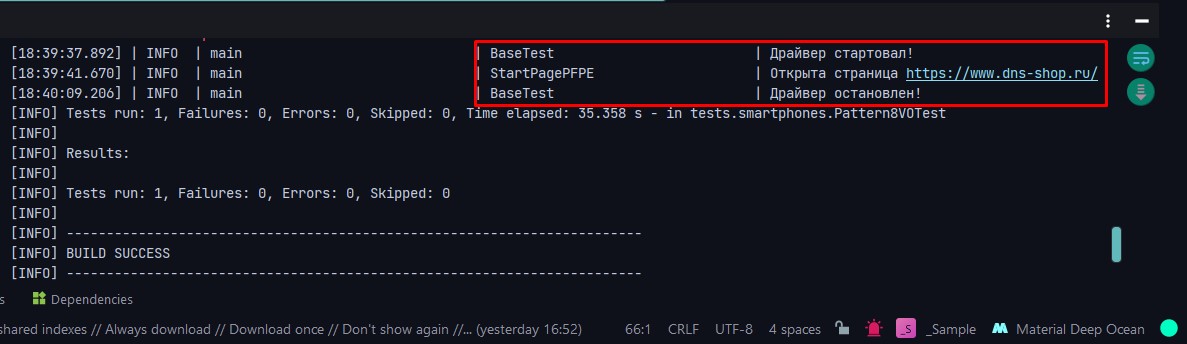 [18:39:37.892] | INFO | main | BaseTest | Драйвер стартовал!
[18:39:41.670] | INFO | main | StartPagePFPE | Открыта страница https://www.dns-shop.ru/
[18:40:09.206] | INFO | main | BaseTest | Драйвер остановлен!
[INFO] Tests run: 1, Failures: 0, Errors: 0, Skipped: 0, Time elapsed: 35.358 s - in tests.smartphones.Pattern8VOTest
[INFO]
[INFO] Results:
[INFO]
[INFO] Tests run: 1, Failures: 0, Errors: 0, Skipped: 0
[INFO]
[INFO] ------------------------------------------------------------------------
[INFO] BUILD SUCCESS
[INFO] ------------------------------------------------------------------------
s Dependencies
shared indexes // Always download // Download once // Don't show again //... (yesterday 16:52) 66:1 CRLF UTF-8 4 spaces _S _Sample Material Deep Ocean